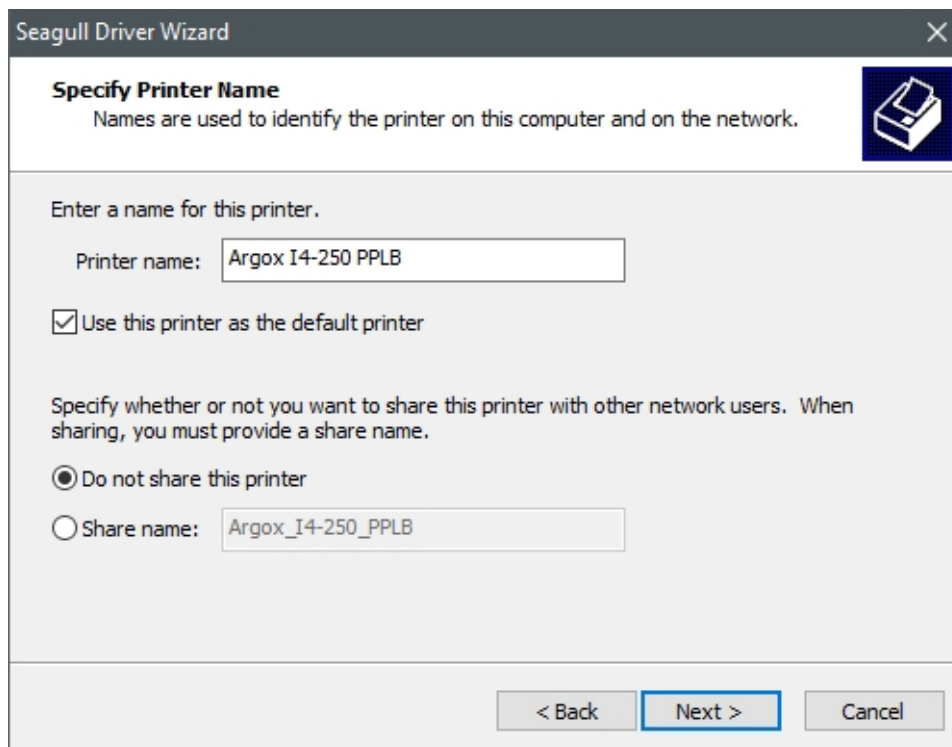 Seagull Driver Wizard
Specify Printer Name
Names are used to identify the printer on this computer and on the network.
Enter a name for this printer.
Printer name: Argox I4-250 PPLB
Use this printer as the default printer
Specify whether or not you want to share this printer with other network users.  When
sharing, you must provide a share name.
Do not share this printer
Share name: Argox_I4-250_PPLB
< Back Next > Cancel